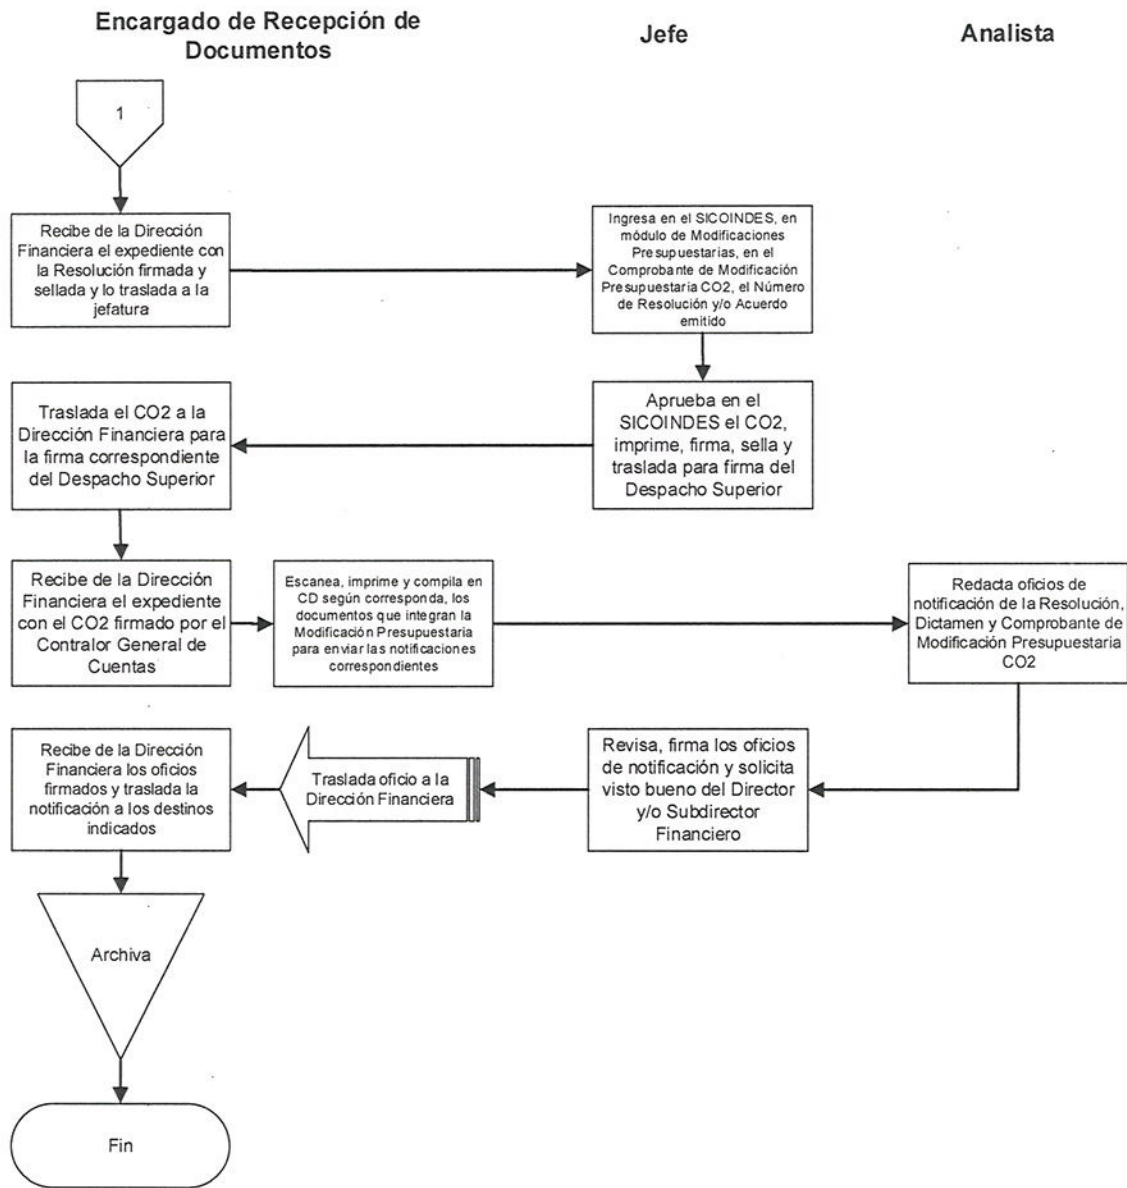 Encargado de Recepción de
Documentos
Jefe
Analista
1
Recibe de la Dirección
Financiera el expediente con
la Resolución firmada y
sellada y lo traslada a la
jefatura
Ingresa en el SICOINDES, en
módulo de Modificaciones
Presupuestarias, en el
Comprobante de Modificación
Presupuestaria CO2, el Número
de Resolución y/o Acuerdo
emitido
Traslada el CO2 a la
Dirección Financiera para
la firma correspondiente
del Despacho Superior
Aprueba en el
SICOINDES el CO2,
imprime, firma, sella y
traslada para firma del
Despacho Superior
Recibe de la Dirección
Financiera el expediente
con el CO2 firmado por el
Contralor General de
Cuentas
Escanea, imprime y compila en
CD según corresponda, los
documentos que integran la
Modificación Presupuestaria
para enviar las notificaciones
correspondientes
Redacta oficios de
notificación de la Resolución,
Dictamen y Comprobante de
Modificación Presupuestaria
CO2
Recibe de la Dirección
Financiera los oficios
firmados y traslada la
notificación a los destinos
indicados
Traslada oficio a la
Dirección Financiera
Revisa, firma los oficios
de notificación y solicita
visto bueno del Director
y/o Subdirector
Financiero
Archiva
Fin